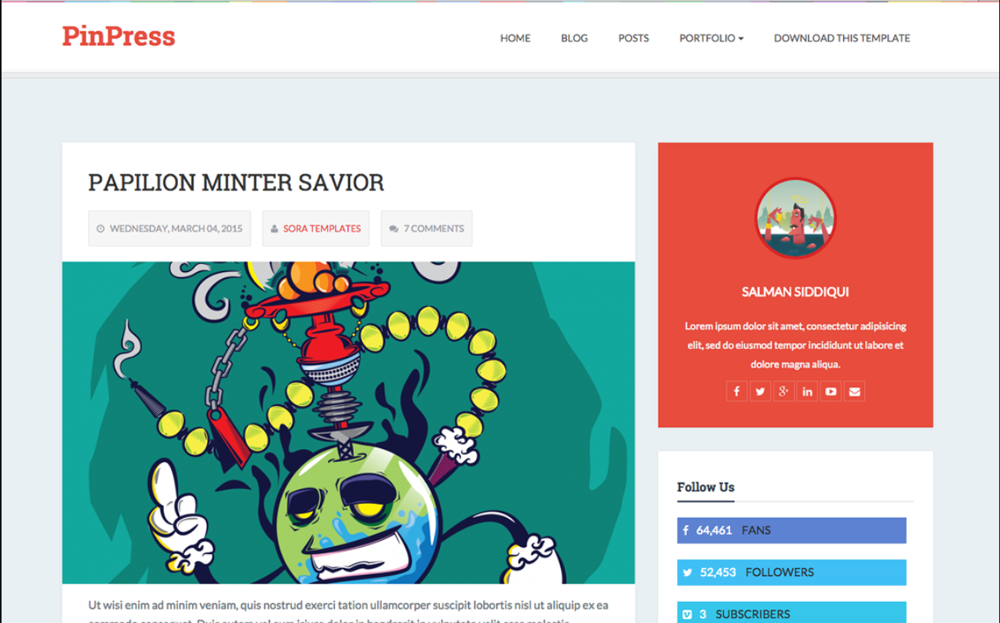 PinPress
HOME BLOG POSTS PORTFOLIO DOWNLOAD THIS TEMPLATE
PAPILION MINTER SAVIOR
WEDNESDAY, MARCH 04, 2015 SORA TEMPLATES 7 COMMENTS
Ut wisi enim ad minim veniam, quis nostrud exerci tation ullamcorper suscipit lobortis nisl ut aliquip ex ea
SALMAN SIDDIQUI
Lorem ipsum dolor sit amet, consectetur adipisicing
elit, sed do eiusmod tempor incididunt ut labore et
dolore magna aliqua.
Follow Us
64,461 FANS
52,453 FOLLOWERS
3 SUBSCRIBERS